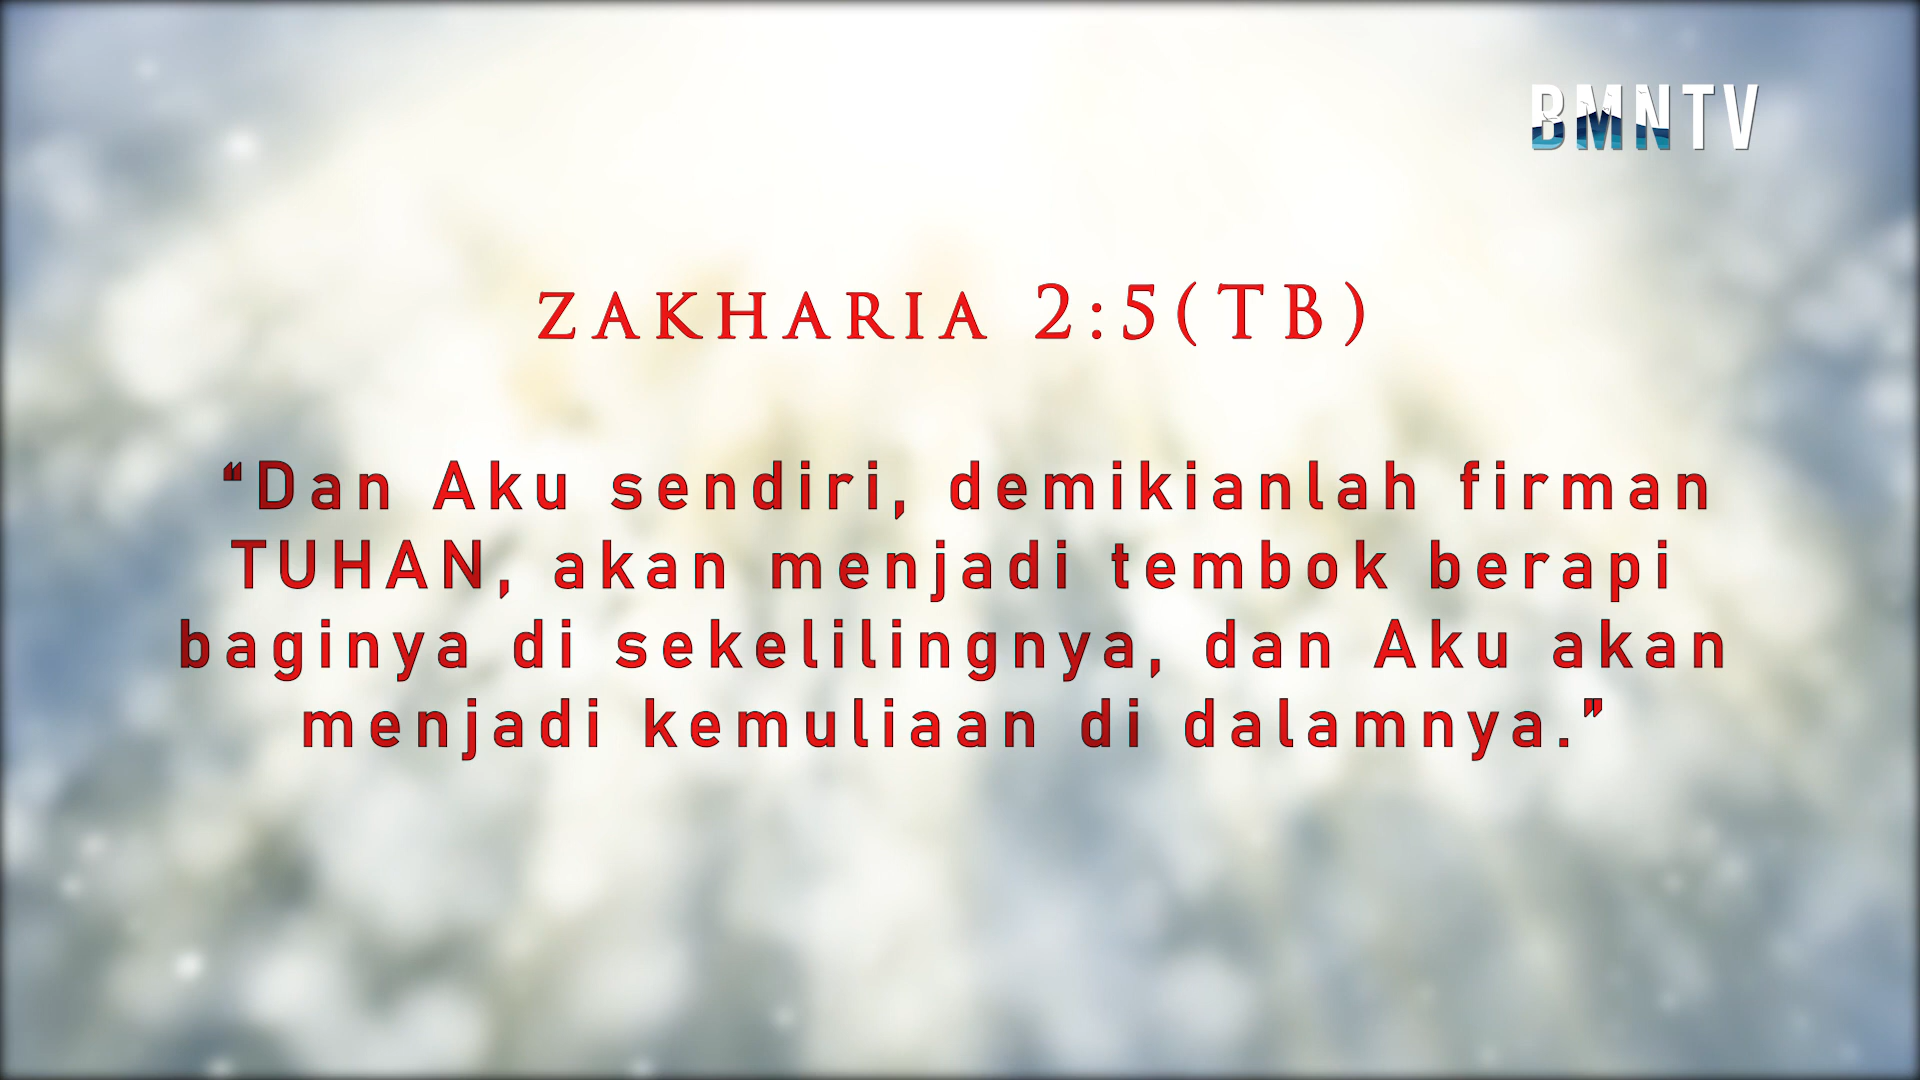 BMNTV
ZAKHARIA 2:5(TB)
“Dan Aku sendiri, demikianlah firman
TUHAN, akan menjadi tembok berapi
baginya di sekelilingnya, dan Aku akan
menjadi kemuliaan di dalamnya.”